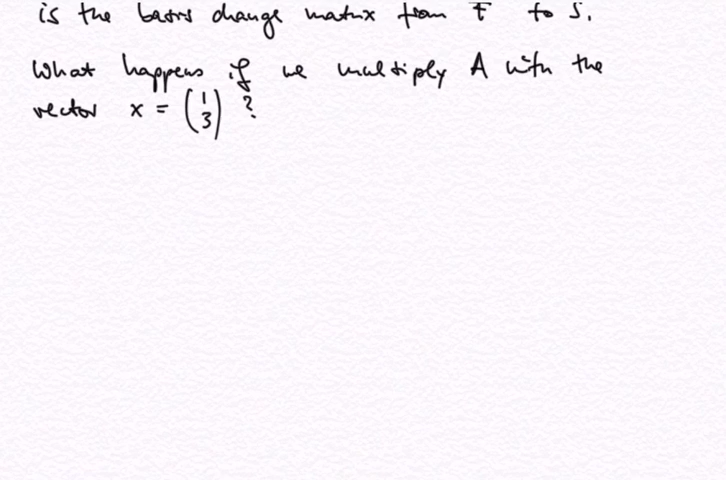 is the basis change matrix from F to S.
What happens if we multiply A with the
vector x = (1 3) ?